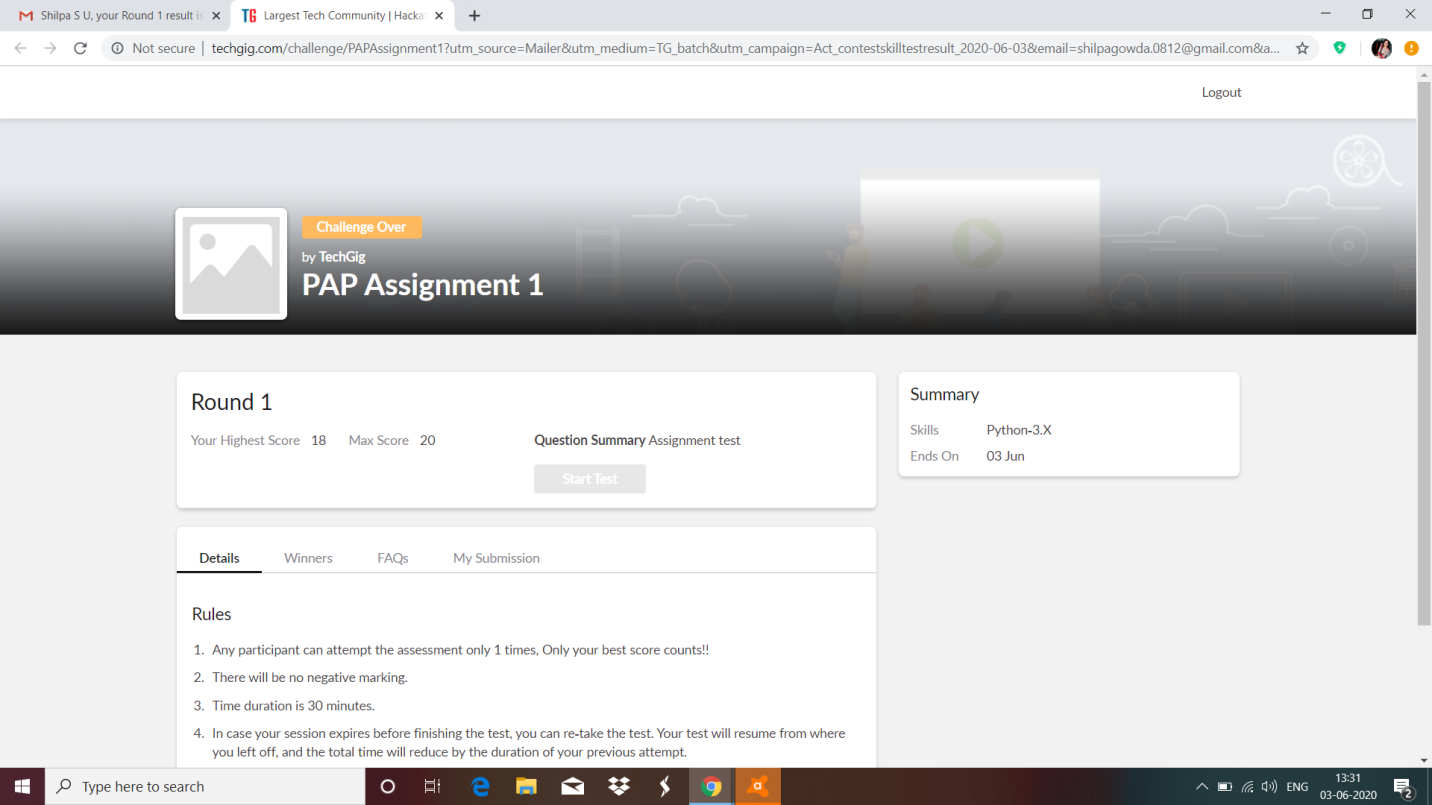 Shilpa S U, your Round 1 result is
TG Largest Tech Community | Hacka
Not secure | techgig.com/challenge/PAPAssignment1?utm_source=Mailer&utm_medium=TG_batch&utm_campaign=Act_contestskilltestresult_2020-06-03&email=shilpagowda.0812@gmail.com&a...
Logout
Challenge Over
by TechGig
PAP Assignment 1
Round 1
Your Highest Score 18 Max Score 20
Question Summary Assignment test
Start Test
Summary
Skills Python-3.X
Ends On 03 Jun
Details Winners FAQs My Submission
Rules
1. Any participant can attempt the assessment only 1 times, Only your best score counts!!
2. There will be no negative marking.
3. Time duration is 30 minutes.
4. In case your session expires before finishing the test, you can re-take the test. Your test will resume from where
you left off, and the total time will reduce by the duration of your previous attempt.
Type here to search
ENG
13:31
03-06-2020
2